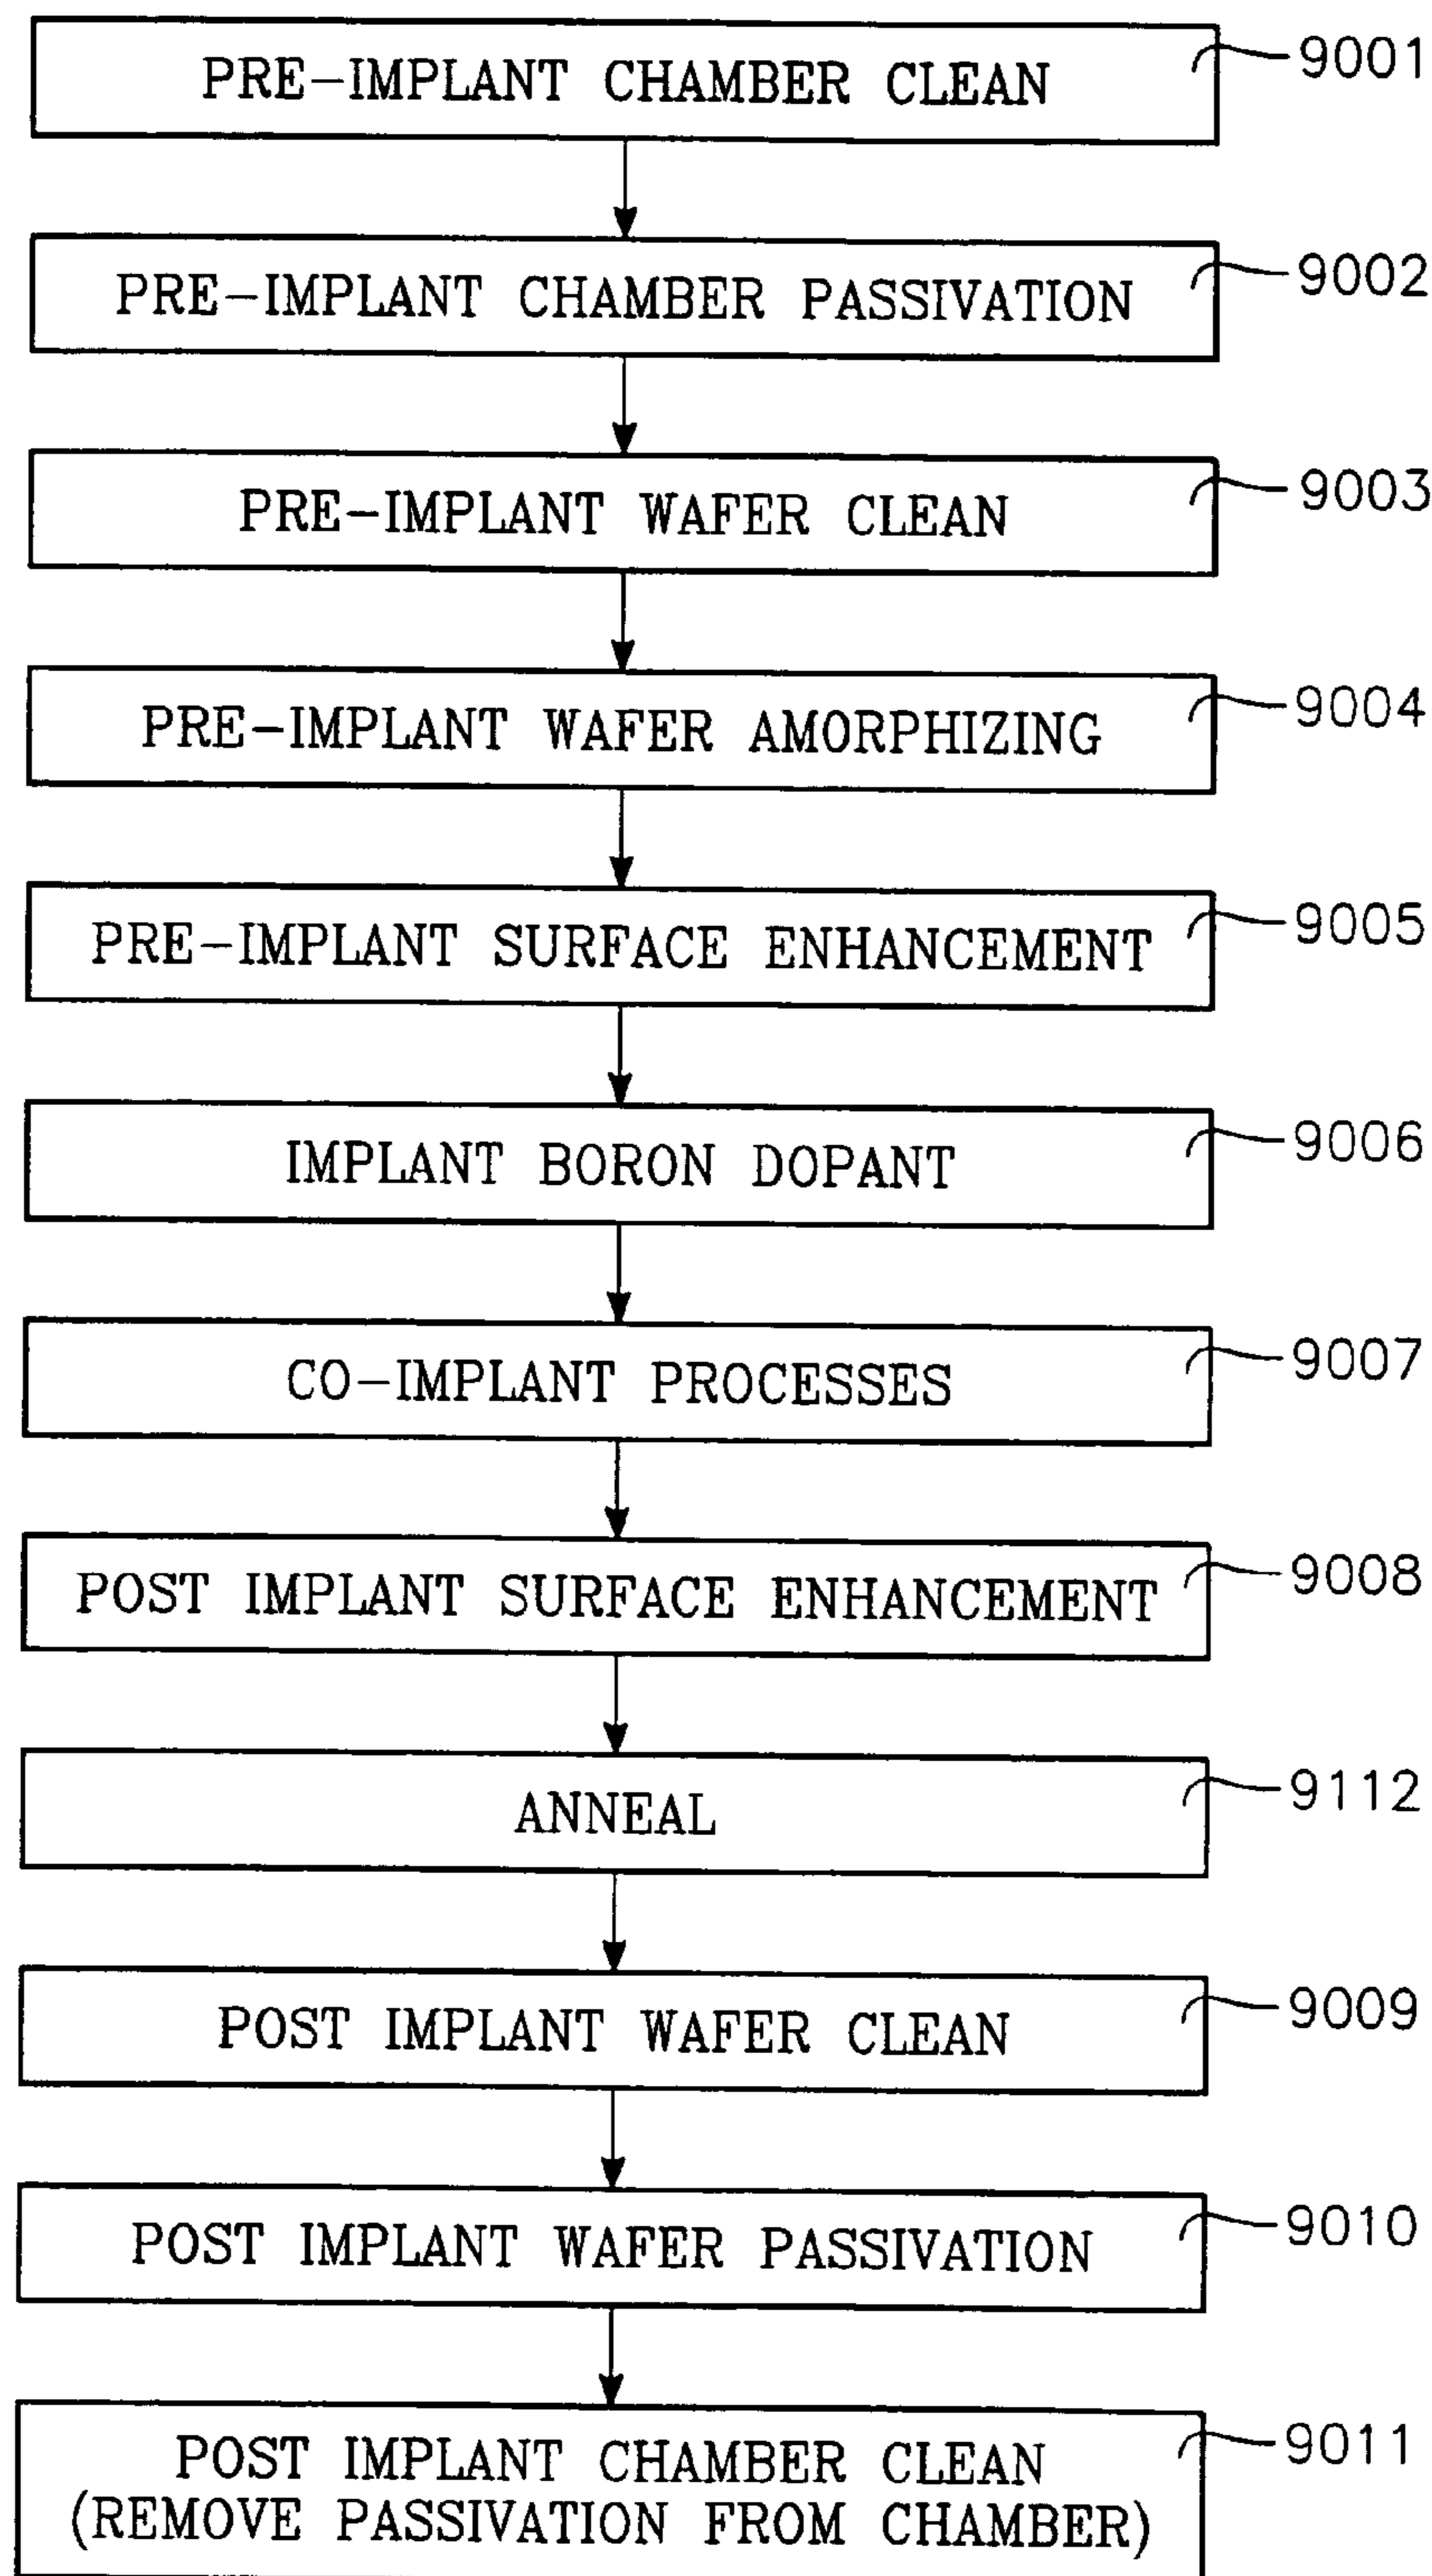 PRE-IMPLANT CHAMBER CLEAN 9001
PRE-IMPLANT CHAMBER PASSIVATION 9002
PRE-IMPLANT WAFER CLEAN 9003
PRE-IMPLANT WAFER AMORPHIZING 9004
PRE-IMPLANT SURFACE ENHANCEMENT 9005
IMPLANT BORON DOPANT 9006
CO-IMPLANT PROCESSES 9007
POST IMPLANT SURFACE ENHANCEMENT 9008
ANNEAL 9112
POST IMPLANT WAFER CLEAN 9009
POST IMPLANT WAFER PASSIVATION 9010
POST IMPLANT CHAMBER CLEAN 9011
(REMOVE PASSIVATION FROM CHAMBER)